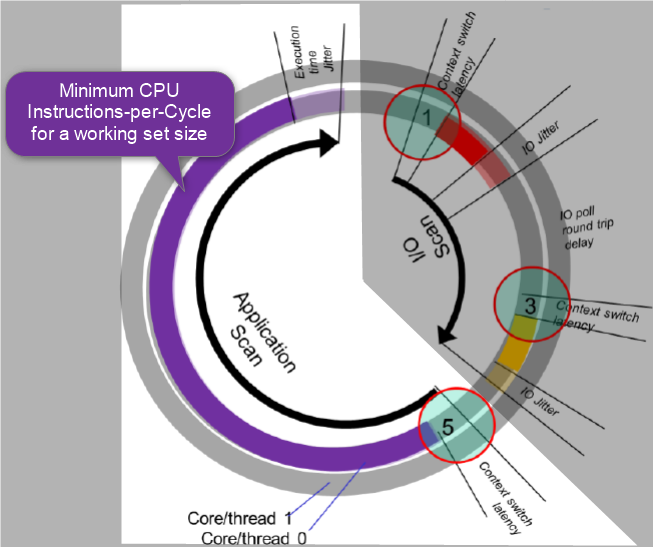 Minimum CPU
Instructions-per-Cycle
for a working set size
Execution
time
Jitter
Context switch
latency
1
IO Jitter
I/O
Scan
IO poll
round trip
delay
3
Context switch
latency
IO Jitter
Application
Scan
5
Context switch
latency
Core/thread 1
Core/thread 0